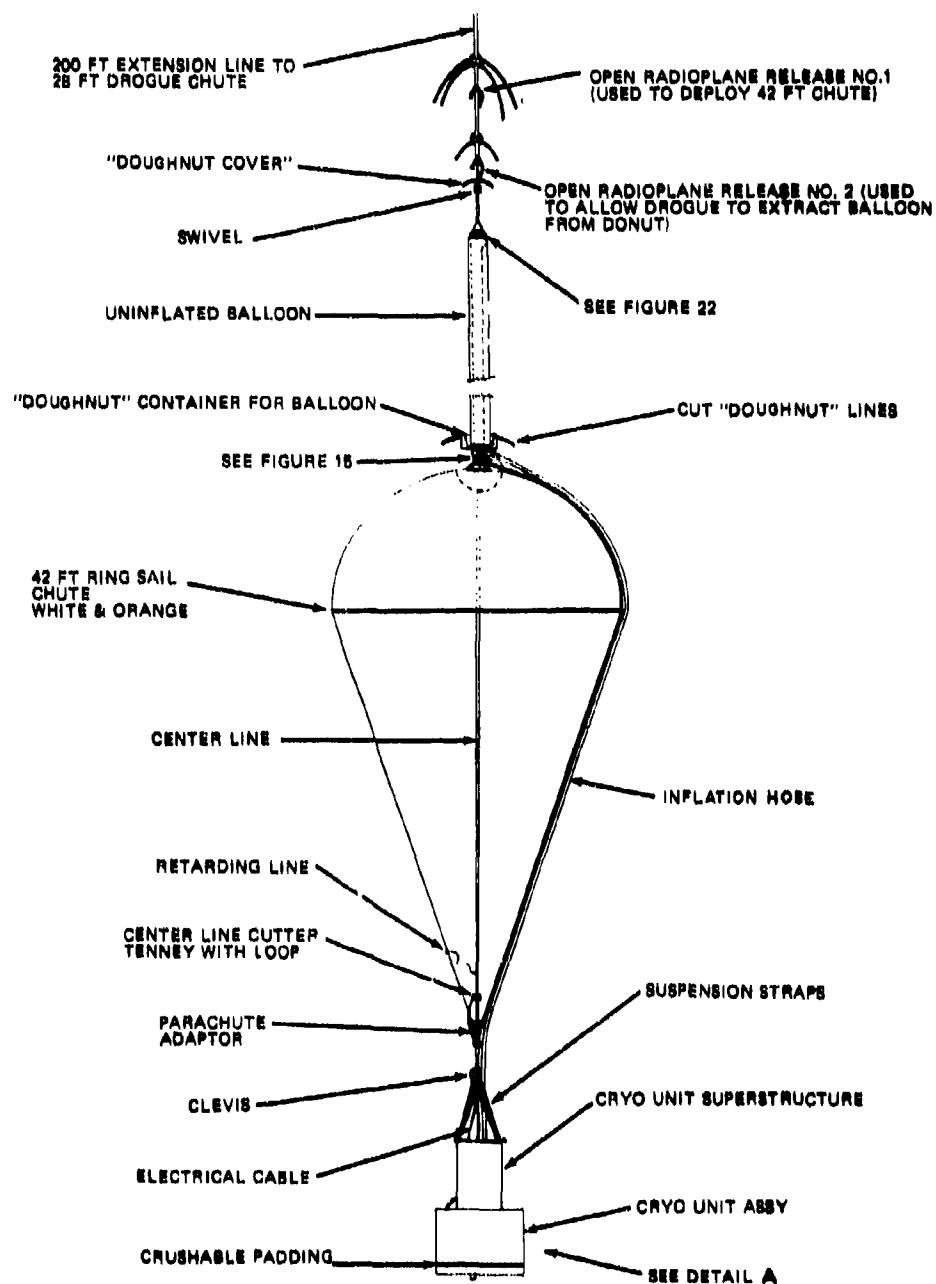 200 FT EXTENSION LINE TO
28 FT DROGUE CHUTE
OPEN RADIOPLANE RELEASE NO.1
(USED TO DEPLOY 42 FT CHUTE)
"DOUGHNUT COVER"
OPEN RADIOPLANE RELEASE NO. 2 (USED
TO ALLOW DROGUE TO EXTRACT BALLOON
FROM DONUT)
SWIVEL
SEE FIGURE 22
UNINFLATED BALLOON
"DOUGHNUT" CONTAINER FOR BALLOON
CUT "DOUGHNUT" LINES
SEE FIGURE 15
42 FT RING SAIL
CHUTE
WHITE & ORANGE
CENTER LINE
INFLATION HOSE
RETARDING LINE
CENTER LINE CUTTER
TENNEY WITH LOOP
SUSPENSION STRAPS
PARACHUTE
ADAPTOR
CLEVIS
CRYO UNIT SUPERSTRUCTURE
ELECTRICAL CABLE
CRYO UNIT ASSY
CRUSHABLE PADDING
SEE DETAIL A